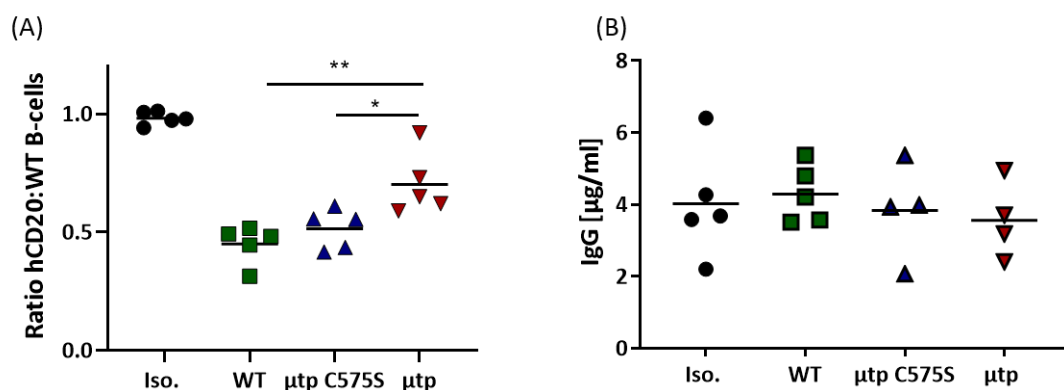 (A)
Ratio hCD20:WT B-cells
1.0
0.5
0.0
**
*
Iso.
WT
µtp C575S
µtp
(B)
IgG [µg/ml]
8
6
4
2
0
Iso.
WT
µtp C575S
µtp